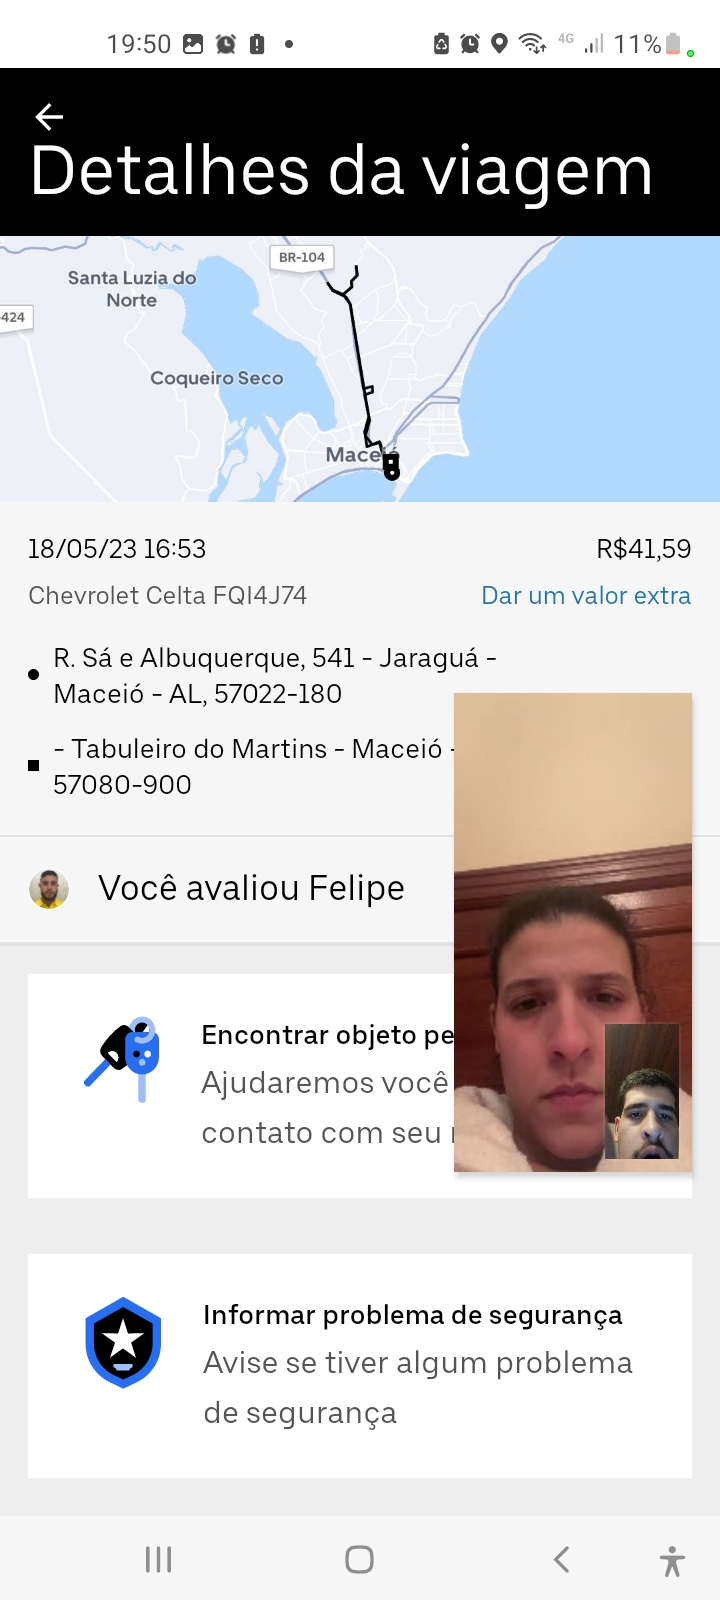 19:50
4G
11%
Detalhes da viagem
BR-104
Santa Luzia do
Norte
-424
Coqueiro Seco
Maceió
18/05/23 16:53
R$41,59
Chevrolet Celta FQI4J74
Dar um valor extra
R. Sá e Albuquerque, 541 - Jaraguá -
Maceió - AL, 57022-180
- Tabuleiro do Martins - Maceió -
57080-900
Você avaliou Felipe
Encontrar objeto pe
Ajudaremos você
contato com seu
Informar problema de segurança
Avise se tiver algum problema
de segurança